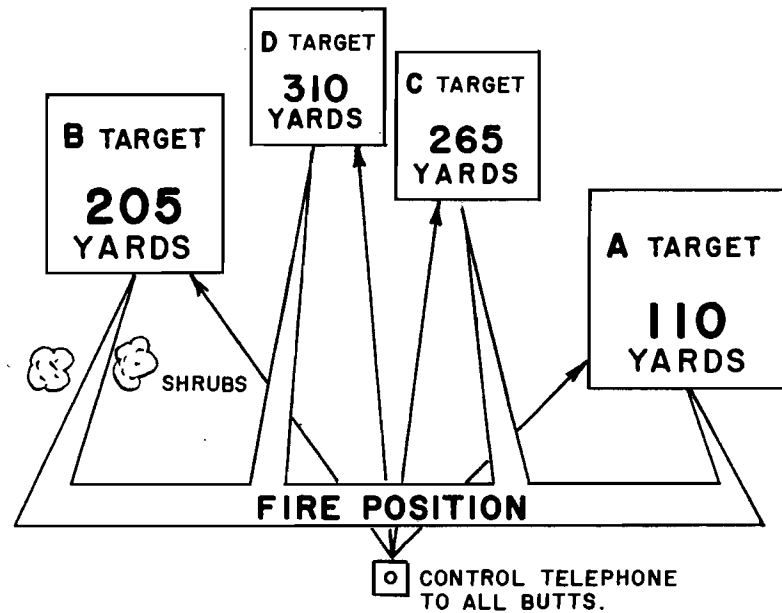 D TARGET
310
YARDS
C TARGET
265
YARDS
B TARGET
205
YARDS
A TARGET
110
YARDS
SHRUBS
FIRE POSITION
CONTROL TELEPHONE
TO ALL BUTTS.